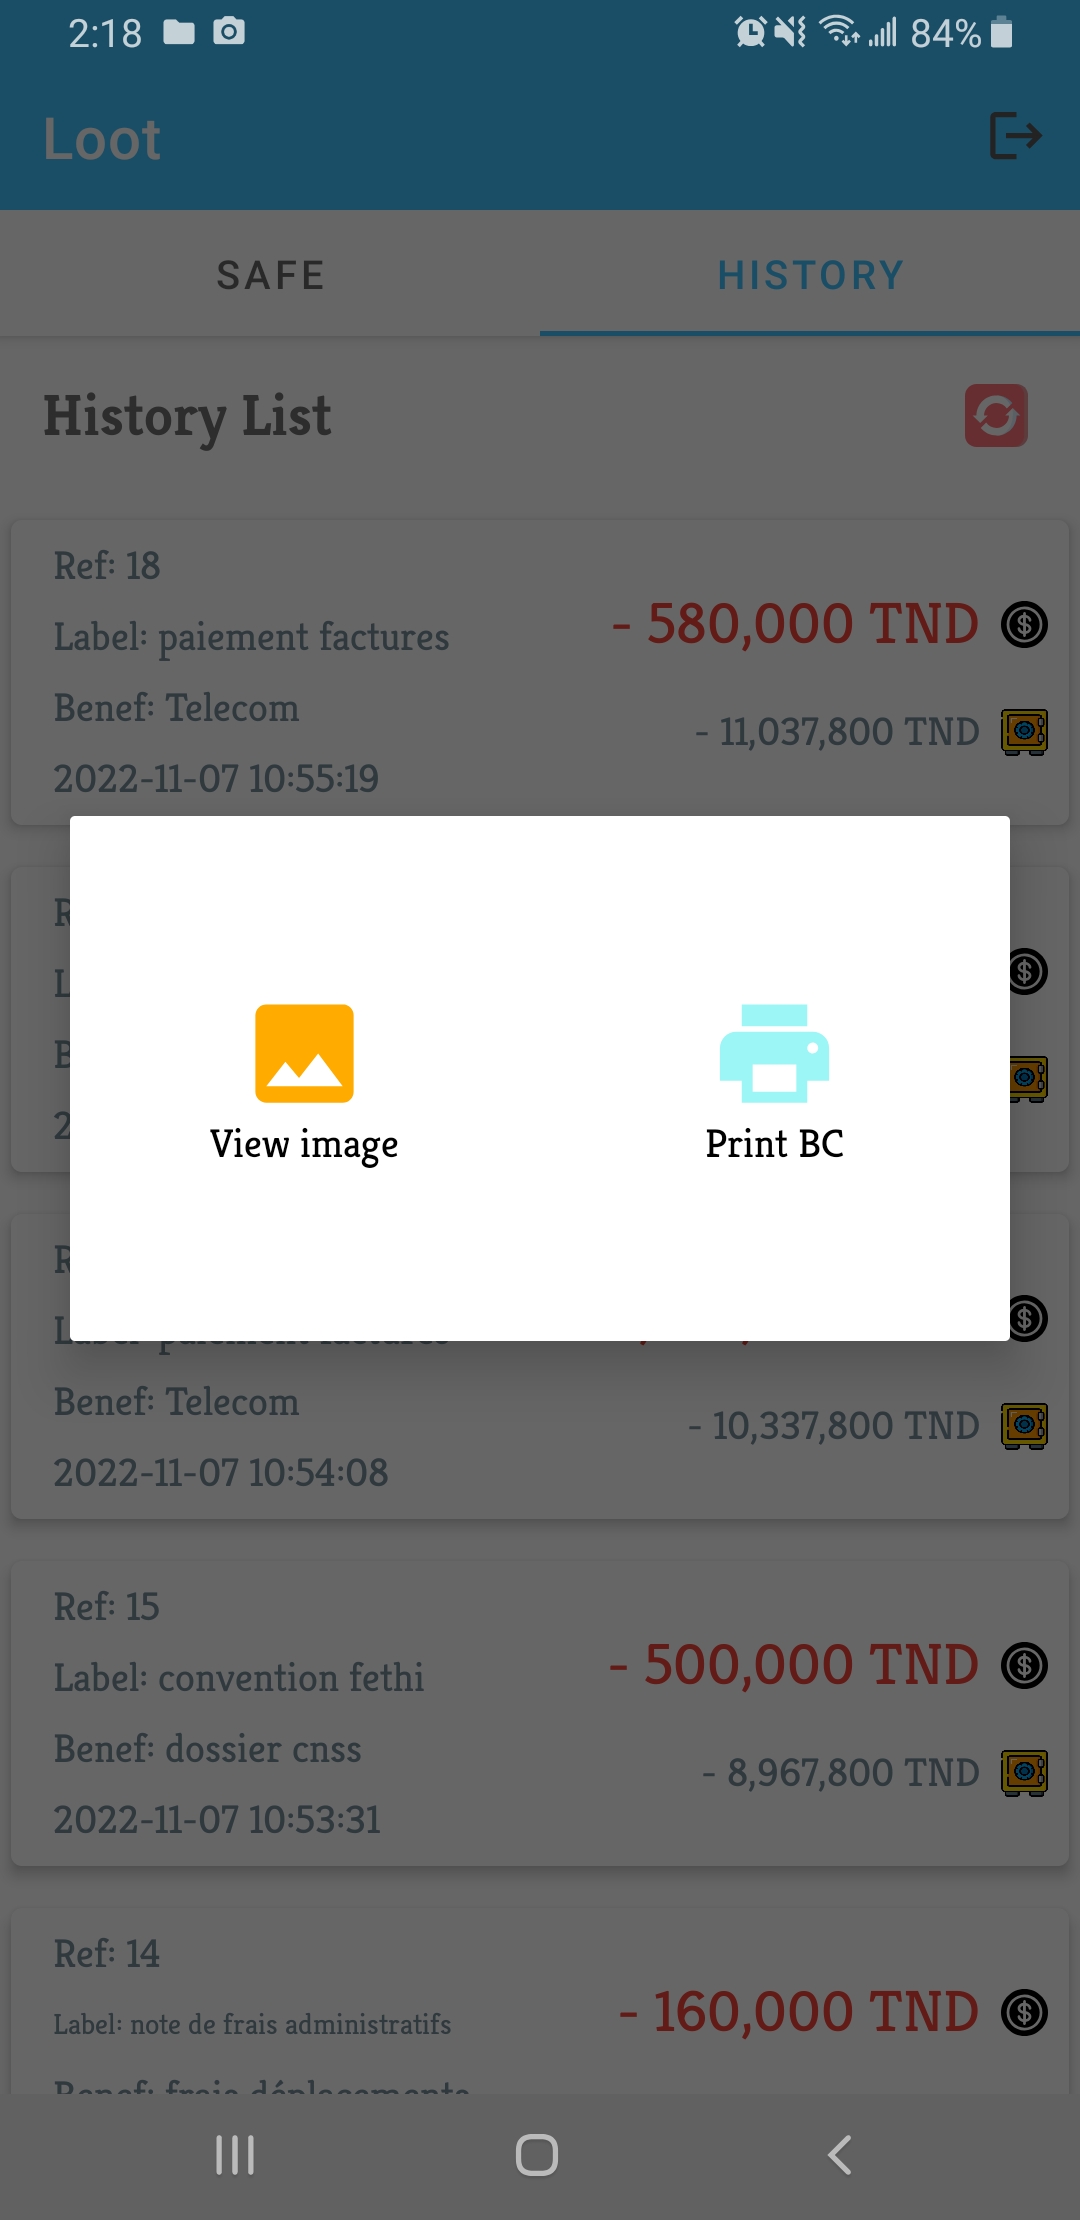 2:18 84%
Loot
SAFE HISTORY
History List
Ref: 18
Label: paiement factures
- 580,000 TND
Benef: Telecom
- 11,037,800 TND
2022-11-07 10:55:19
View image Print BC
Benef: Telecom
- 10,337,800 TND
2022-11-07 10:54:08
Ref: 15
Label: convention fethi
- 500,000 TND
Benef: dossier cnss
- 8,967,800 TND
2022-11-07 10:53:31
Ref: 14
Label: note de frais administratifs
- 160,000 TND
Benef: frais déplacements